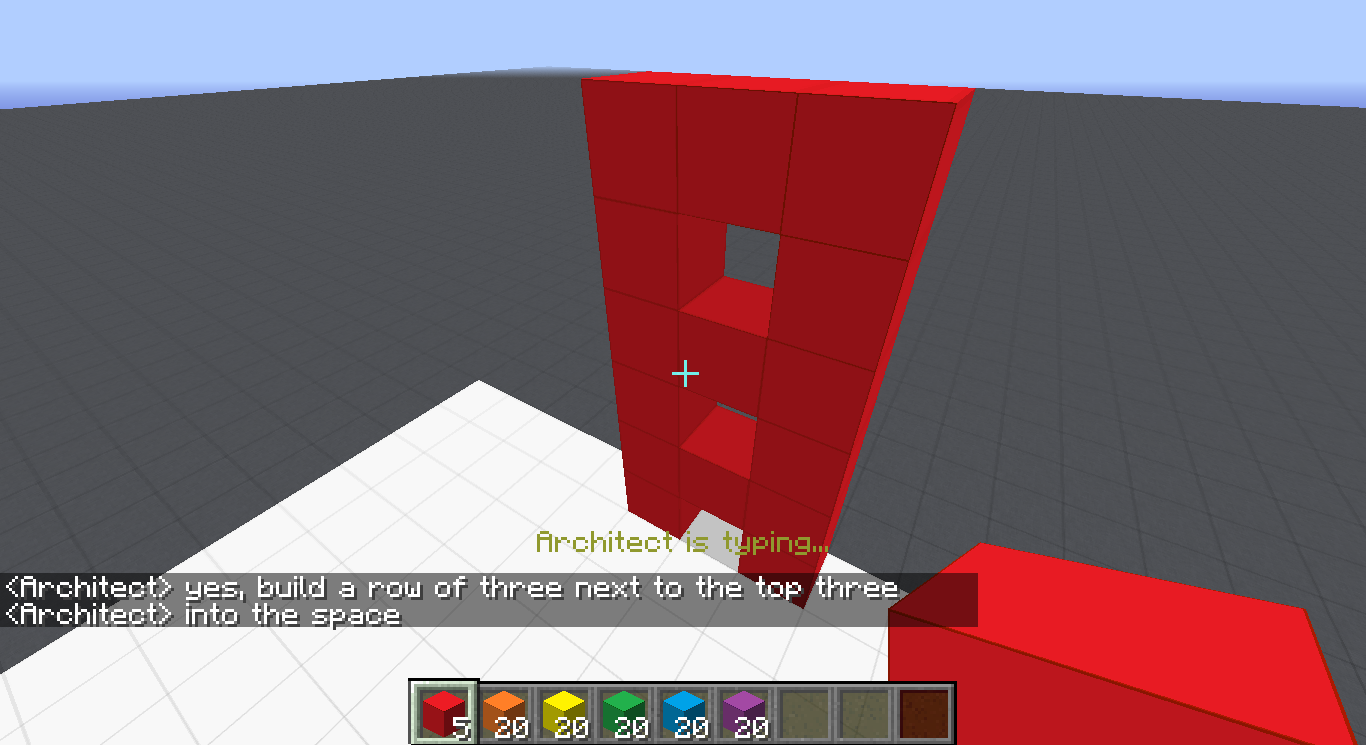 Architect is typing...
<Architect> yes, build a row of three next to the top three
<Architect> into the space
5 20 20 20 20 20